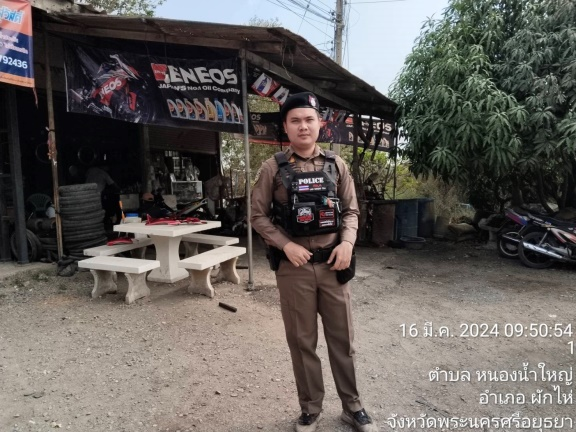 792436
ENEOS
JAPAN'S No.1 Oil Company
POLICE
16 มี.ค. 2024 09:50:54
1
ตำบล หนองน้ำใหญ่
อำเภอ ผักไห่
จังหวัดพระนครศรีอยุธยา